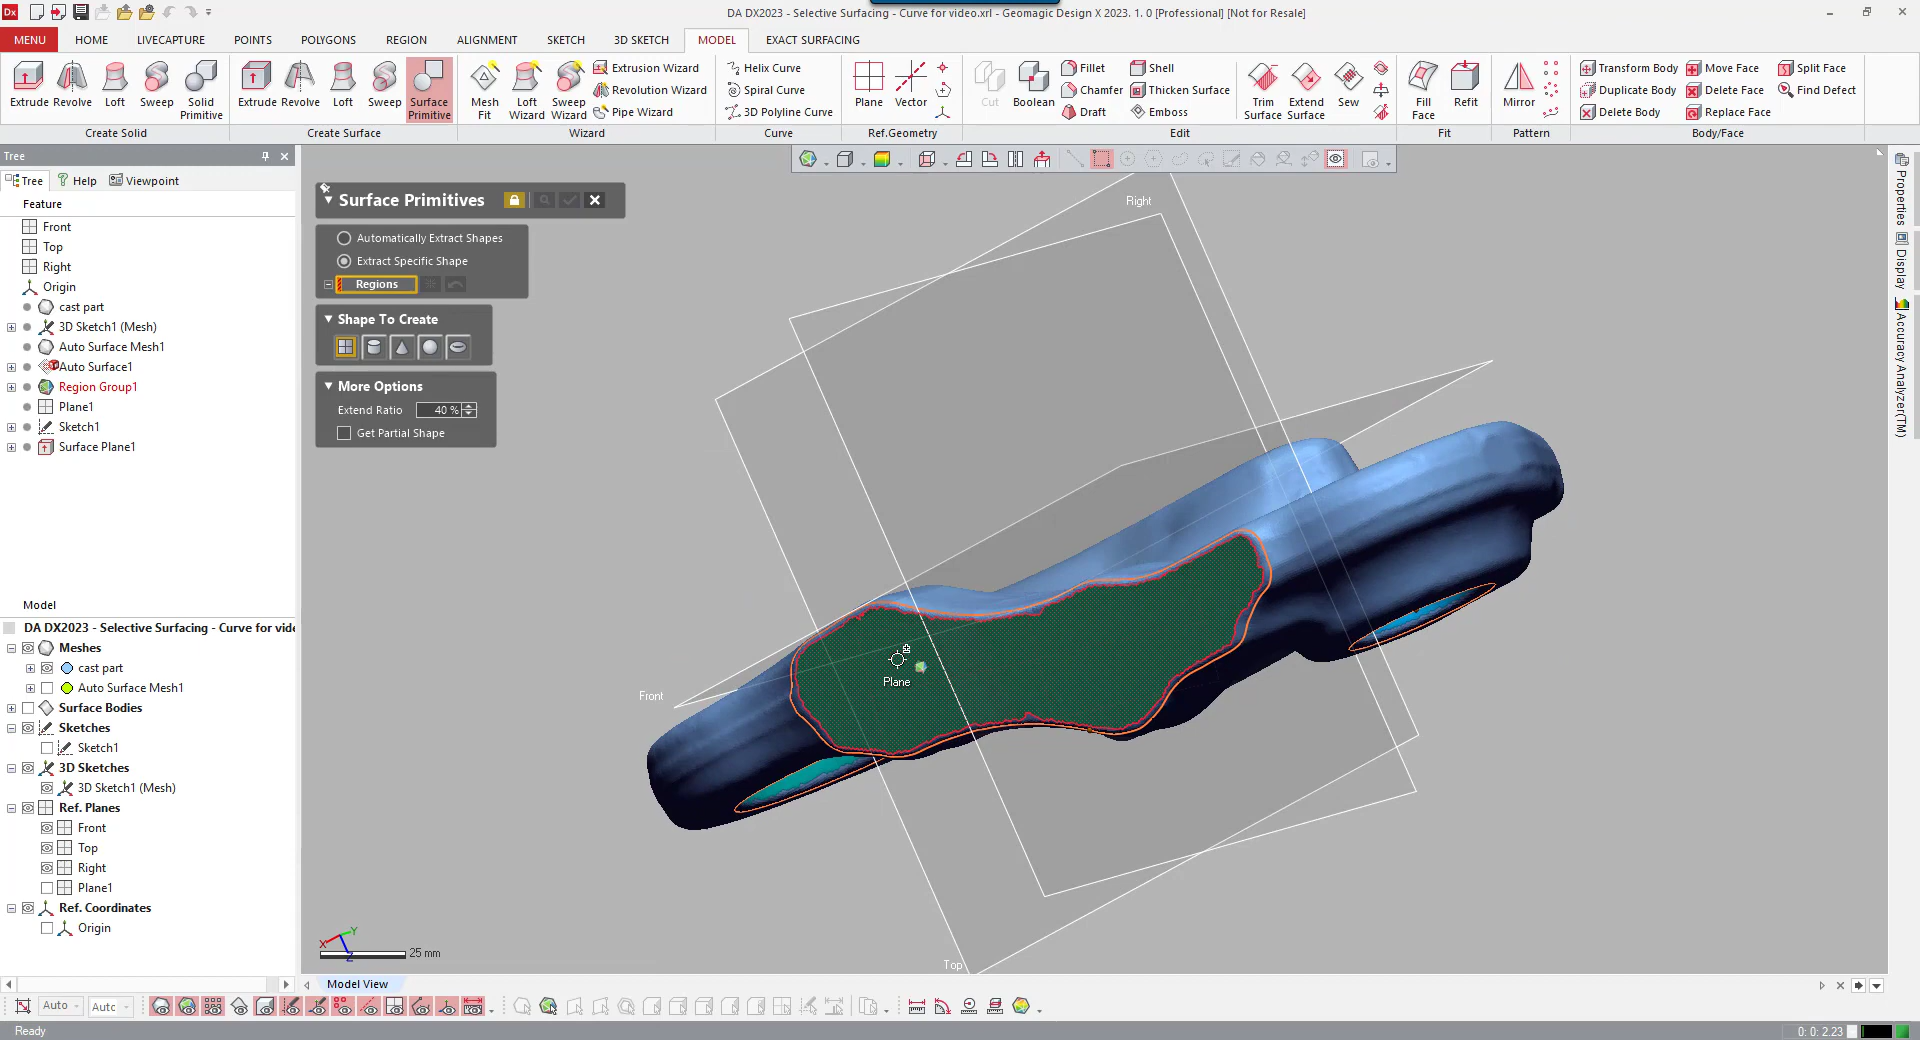 Dx
DA DX2023 - Selective Surfacing - Curve for video.xrl - Geomagic Design X 2023. 1. 0 [Professional] [Not for Resale]
MENU HOME LIVECAPTURE POINTS POLYGONS REGION ALIGNMENT SKETCH 3D SKETCH MODEL EXACT SURFACING
Extrude Revolve Loft Sweep Solid Primitive
Create Solid
Extrude Revolve Loft Sweep Surface Primitive
Create Surface
Mesh Fit Loft Wizard Sweep Wizard Extrusion Wizard Revolution Wizard Pipe Wizard
Wizard
Helix Curve Spiral Curve 3D Polyline Curve
Curve
Plane Vector
Ref.Geometry
Cut Boolean Fillet Chamfer Draft Shell Thicken Surface Emboss Trim Surface Extend Surface Sew
Edit
Fill Face Refit
Fit
Mirror
Pattern
Transform Body Duplicate Body Delete Body Move Face Delete Face Replace Face Split Face Find Defect
Body/Face
Tree
Tree Help Viewpoint
Feature
Front
Top
Right
Origin
cast part
3D Sketch1 (Mesh)
Auto Surface Mesh1
Auto Surface1
Region Group1
Plane1
Sketch1
Surface Plane1
Model
DA DX2023 - Selective Surfacing - Curve for vide
Meshes
cast part
Auto Surface Mesh1
Surface Bodies
Sketches
Sketch1
3D Sketches
3D Sketch1 (Mesh)
Ref. Planes
Front
Top
Right
Plane1
Ref. Coordinates
Origin
Surface Primitives
Automatically Extract Shapes
Extract Specific Shape
Regions
Shape To Create
More Options
Extend Ratio 40 %
Get Partial Shape
Right
Front
Plane
Top
X Y Z
25 mm
Properties
Display
Accuracy Analyzer(TM)
Model View
Auto Autc
Ready
0: 0: 2.23